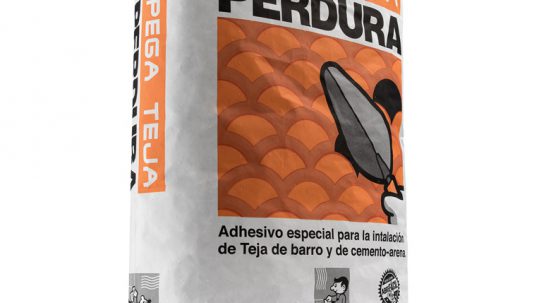 PERDURA
Adhesivo especial para la intalación
de Teja de barro y de cemento-arena.
PEGA TEJA
PERDURA